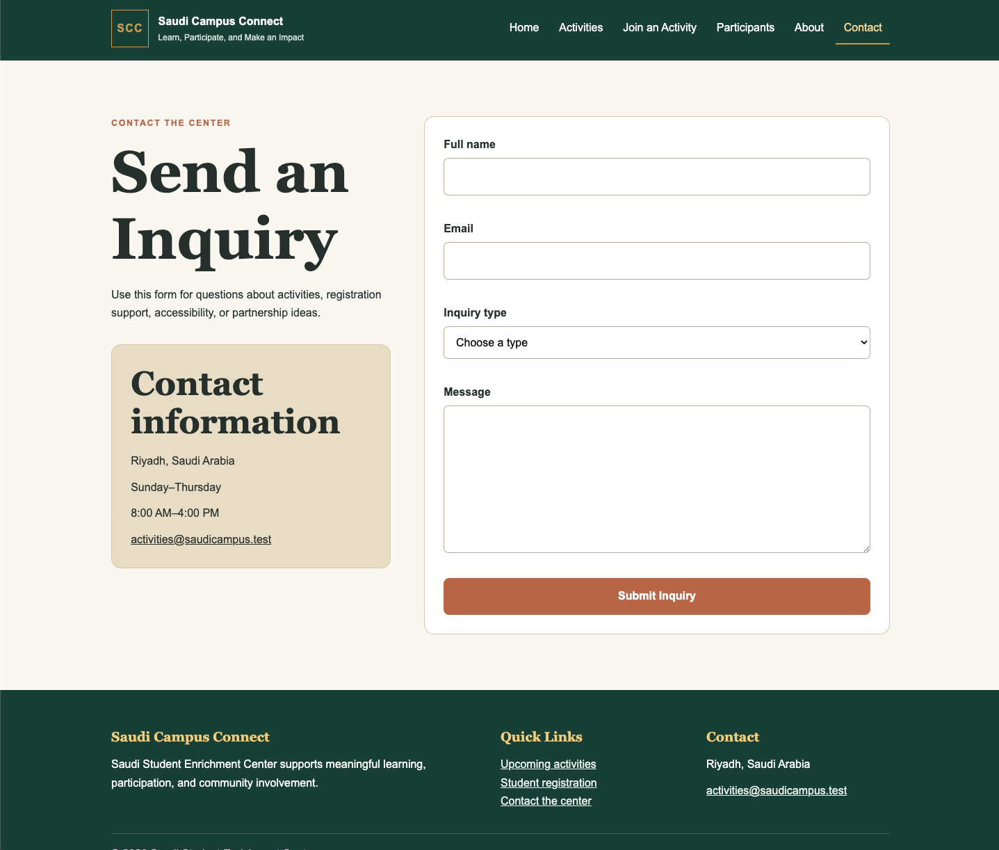 SCC
Saudi Campus Connect
Learn, Participate, and Make an Impact
Home
Activities
Join an Activity
Participants
About
Contact
CONTACT THE CENTER
Send an
Inquiry
Use this form for questions about activities, registration
support, accessibility, or partnership ideas.
Contact
information
Riyadh, Saudi Arabia
Sunday–Thursday
8:00 AM–4:00 PM
activities@saudicampus.test
Full name
Email
Inquiry type
Choose a type
Message
Submit Inquiry
Saudi Campus Connect
Saudi Student Enrichment Center supports meaningful learning,
participation, and community involvement.
Quick Links
Upcoming activities
Student registration
Contact the center
Contact
Riyadh, Saudi Arabia
activities@saudicampus.test